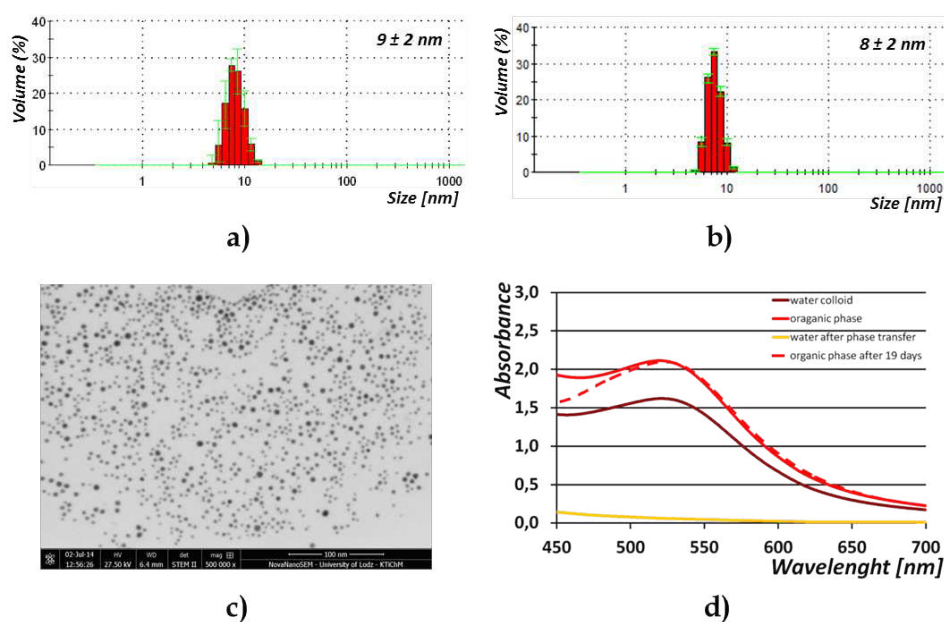 40
30
20
10
0
Volume (%)
9 ± 2 nm
1
10
100
1000
Size [nm]
a)
40
30
20
10
0
Volume (%)
8 ± 2 nm
1
10
100
1000
Size [nm]
b)
02-Jul-14
12:56:26
HV
27.50 kV
WD
6.4 mm
det
STEM II
mag
500 000 x
100 nm
NovaNanoSEM - University of Lodz - KTiChM
c)
Absorbance
3,0
2,5
2,0
1,5
1,0
0,5
0,0
water colloid
oraganic phase
water after phase transfer
organic phase after 19 days
450
500
550
600
650
700
Wavelenght [nm]
d)